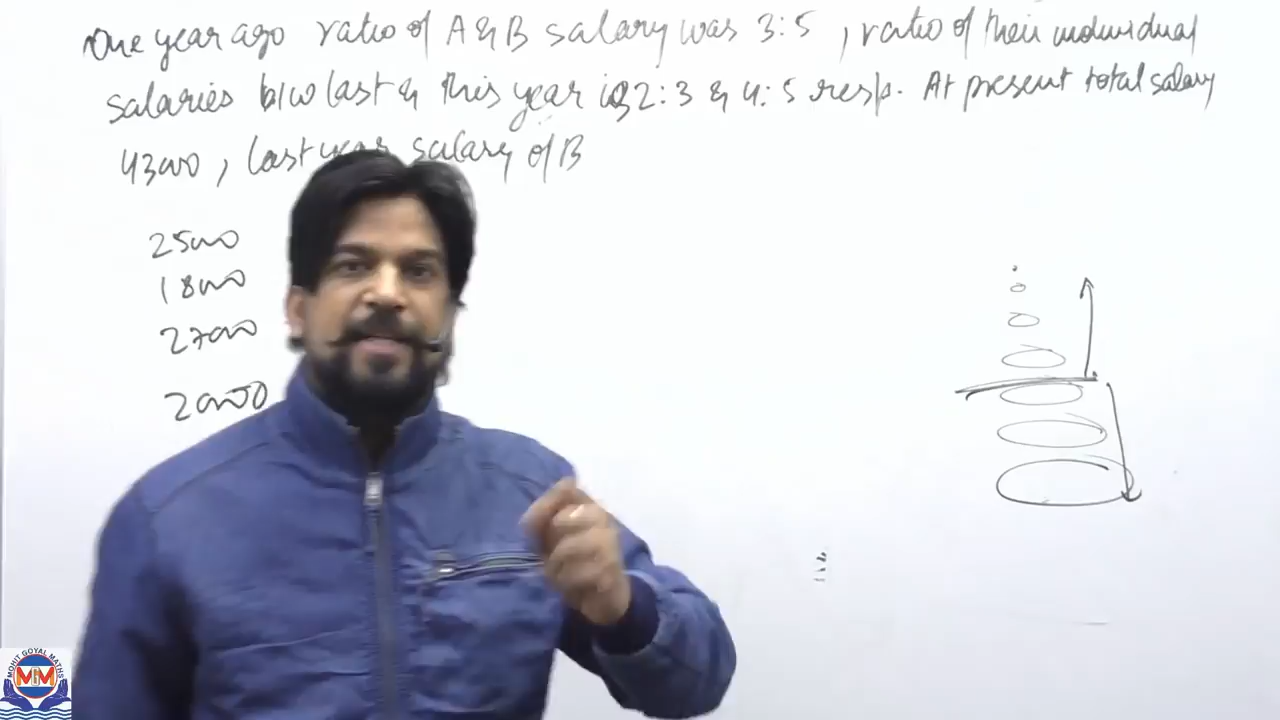 One year ago ratio of A & B salary was 3:5 , ratio of their individual
salaries b/w last & this year is 2:3 & 4:5 resp. At present total salary
4300 , last year salary of B
2500
1800
2700
2000
MOHIT GOYAL MATHS
MM